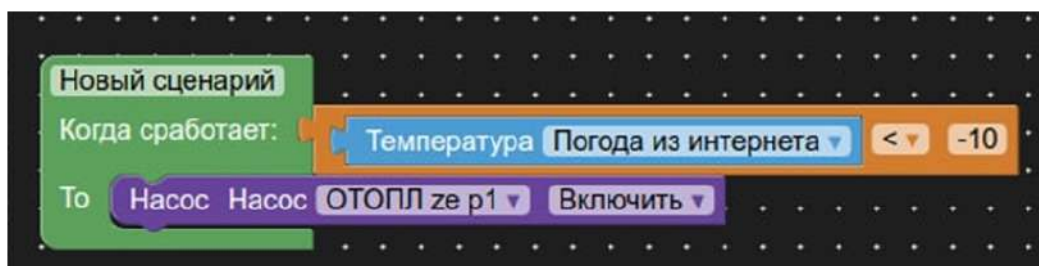 Новый сценарий
Когда сработает: Температура Погода из интернета < -10
То Насос Насос ОТОПЛ ze p1 Включить